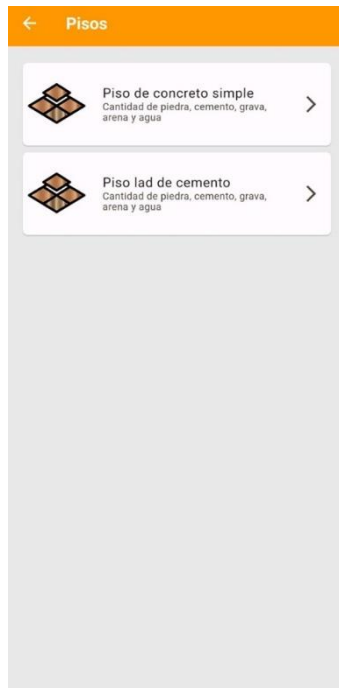 Pisos
Piso de concreto simple
Cantidad de piedra, cemento, grava,
arena y agua
Piso lad de cemento
Cantidad de piedra, cemento, grava,
arena y agua